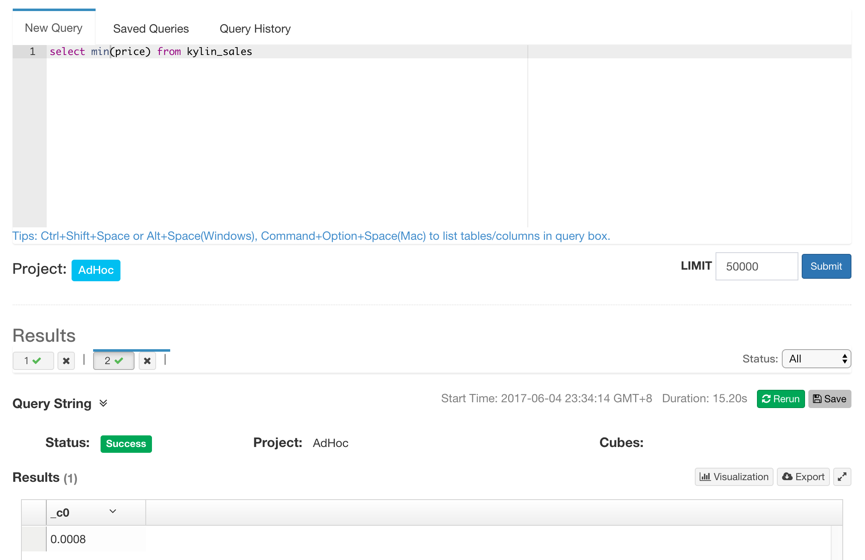 New Query Saved Queries Query History
1 select min(price) from kylin_sales
Tips: Ctrl+Shift+Space or Alt+Space(Windows), Command+Option+Space(Mac) to list tables/columns in query box.
Project: AdHoc LIMIT 50000 Submit
Results
1 | 2 | Status: All
Query String Start Time: 2017-06-04 23:34:14 GMT+8 Duration: 15.20s Rerun Save
Status: Success Project: AdHoc Cubes:
Results (1) Visualization Export
_c0
0.0008